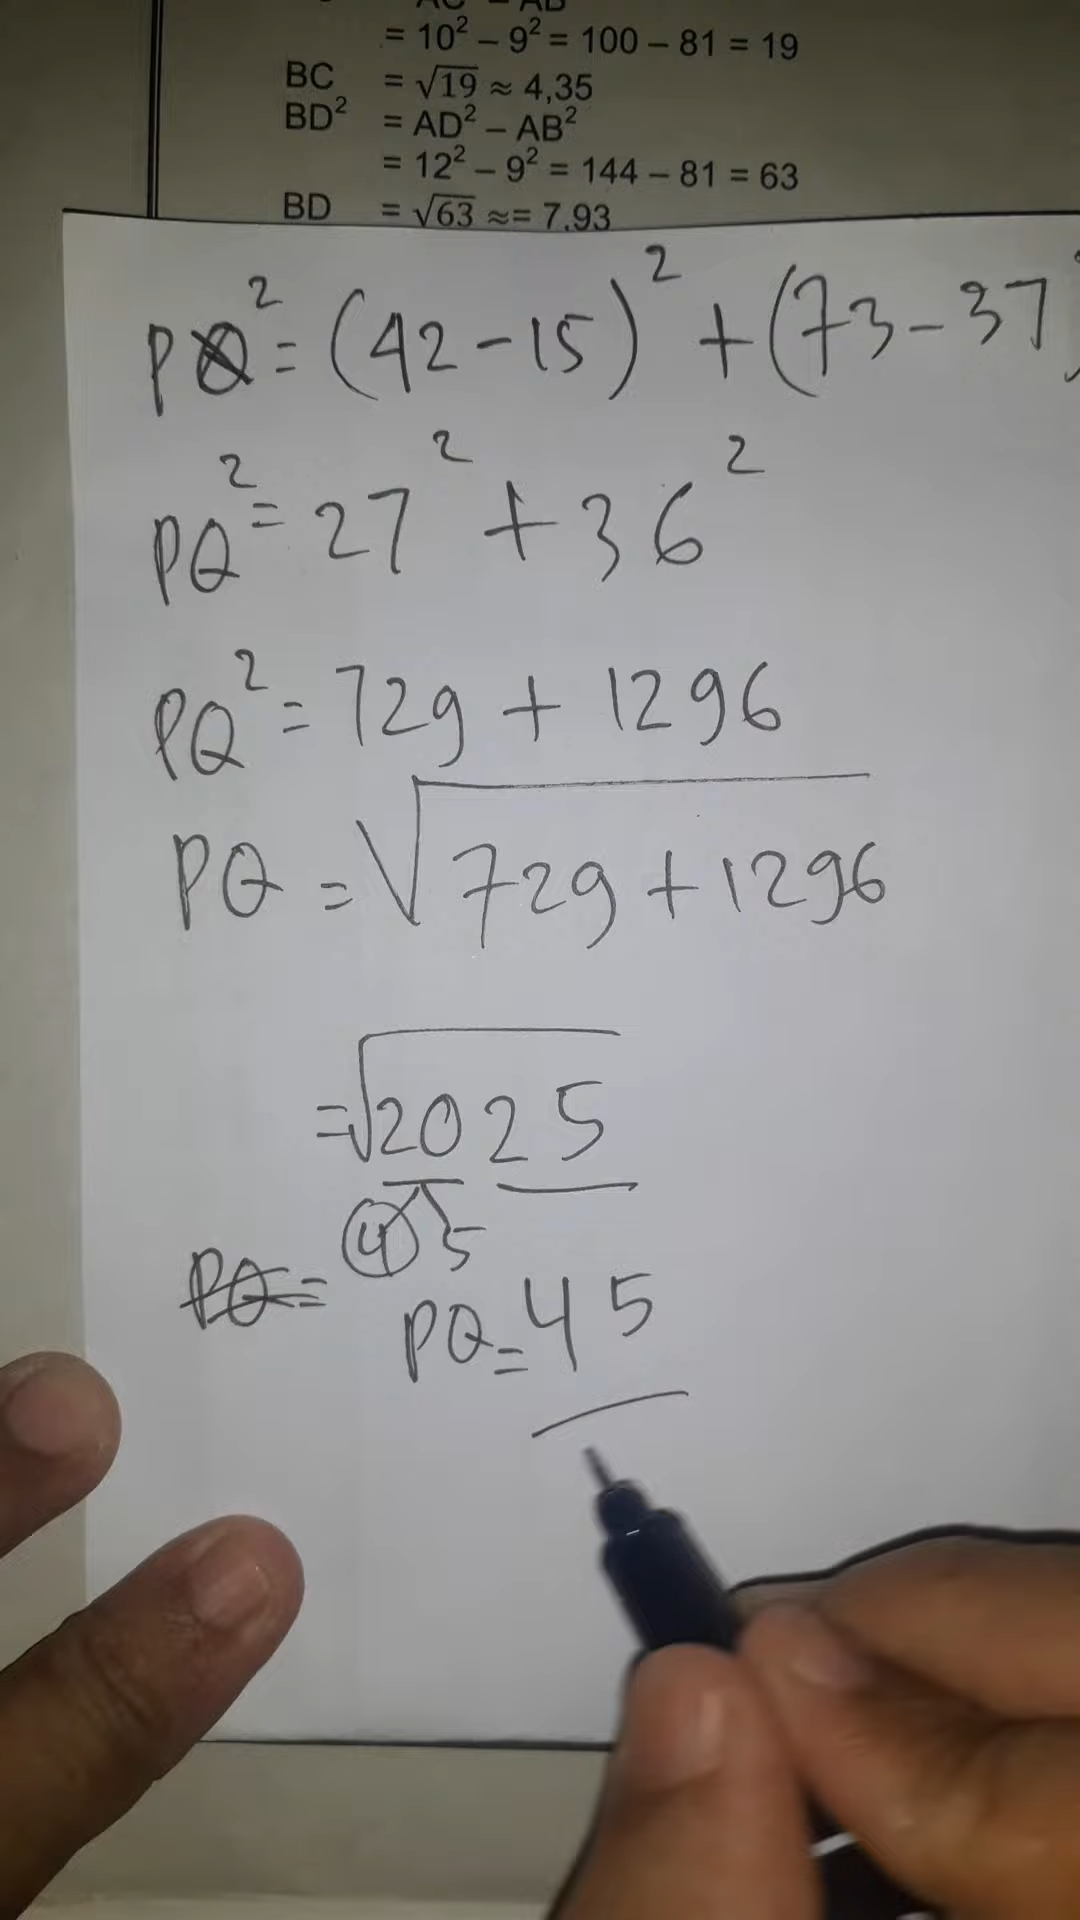 = 10² – 9² = 100 – 81 = 19
BC = √19 ≈ 4,35
BD² = AD² – AB²
= 12² – 9² = 144 – 81 = 63
BD = √63 ≈= 7.93
PQ² = (42-15)² + (73-37)
PQ² = 27² + 36²
PQ² = 729 + 1296
PQ = √729+1296
= √2025
4 5
PQ=
PQ=45